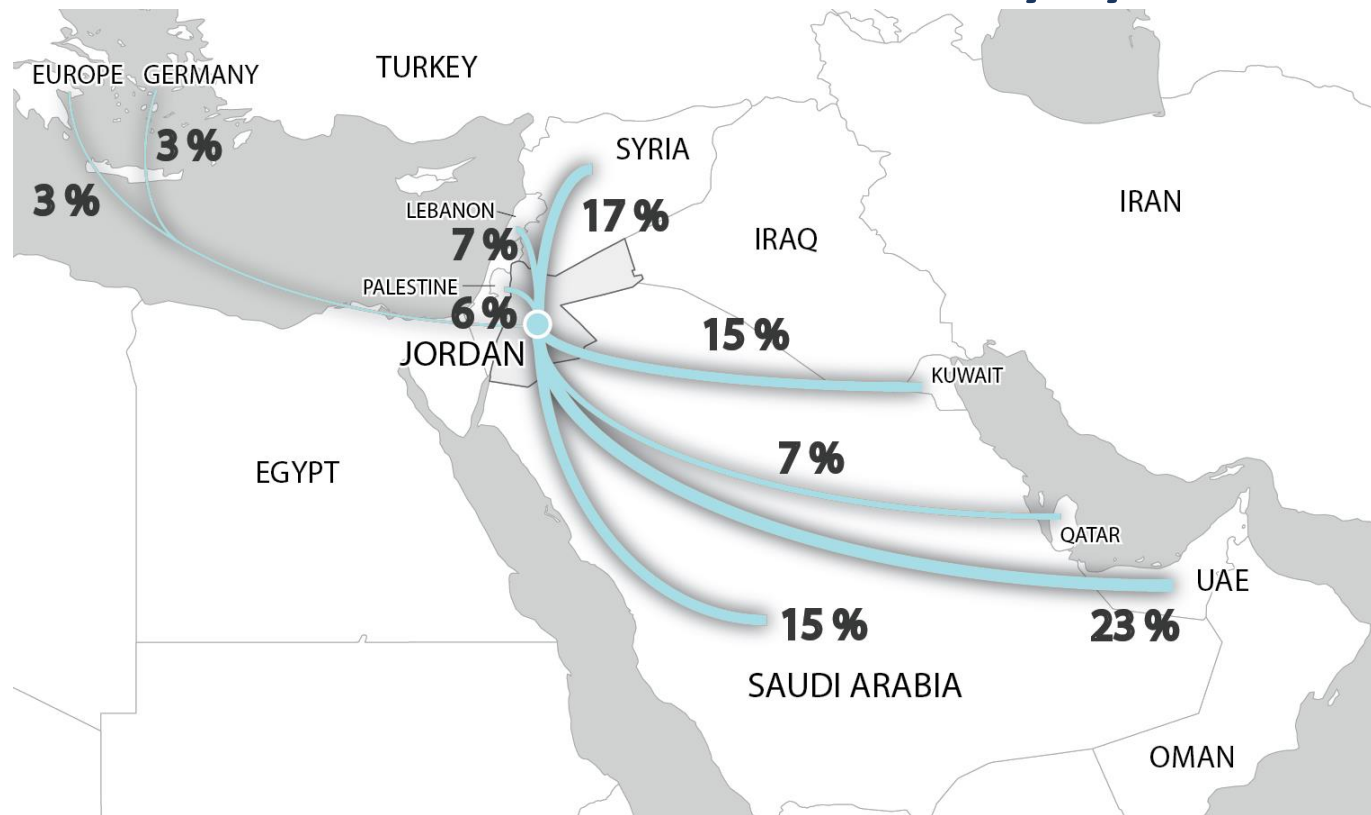 EUROPE
GERMANY
TURKEY
3 %
3 %
SYRIA
LEBANON
17 %
7 %
IRAQ
IRAN
PALESTINE
6 %
15 %
JORDAN
KUWAIT
7 %
EGYPT
QATAR
UAE
15 %
23 %
SAUDI ARABIA
OMAN